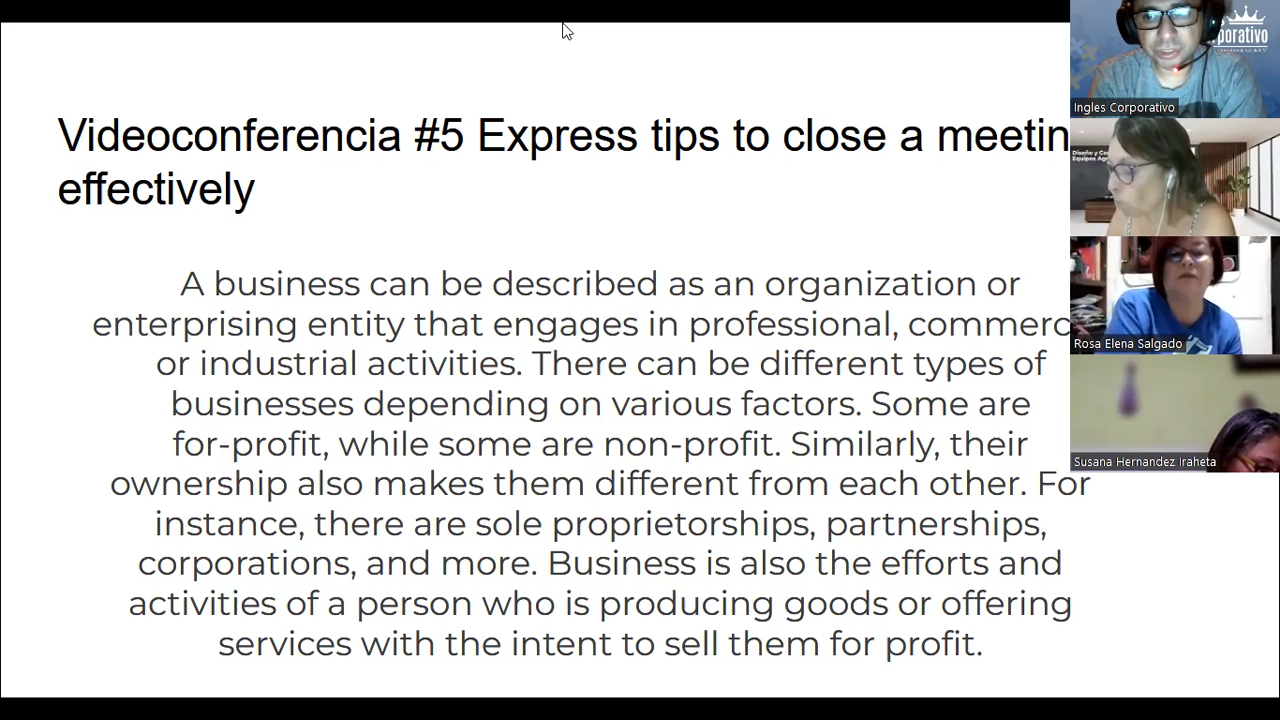 Videoconferencia #5 Express tips to close a meetin
effectively
A business can be described as an organization or
enterprising entity that engages in professional, commerc
or industrial activities. There can be different types of
businesses depending on various factors. Some are
for-profit, while some are non-profit. Similarly, their
ownership also makes them different from each other. For
instance, there are sole proprietorships, partnerships,
corporations, and more. Business is also the efforts and
activities of a person who is producing goods or offering
services with the intent to sell them for profit.
porativo
Ingles Corporativo
Rosa Elena Salgado
Susana Hernandez Iraheta